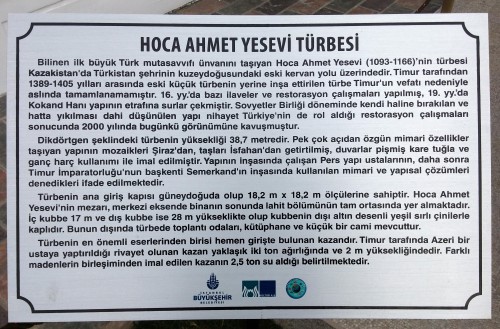 HOCA AHMET YESEVİ TÜRBESİ
Bilinen ilk büyük Türk mutasavvıfı ünvanını taşıyan Hoca Ahmet Yesevi (1093-1166)'nin türbesi
Kazakistan'da Türkistan şehrinin kuzeydoğusundaki eski kervan yolu üzerindedir. Timur tarafından
1389-1405 yılları arasında eski küçük türbenin yerine inşa ettirilen türbe Timur'un vefatı nedeniyle
aslında tamamlanamamıştır. 16. yy'da bazı ilaveler ve restorasyon çalışmaları yapılmış, 19. yy'da
Kokand Hanı yapının etrafına surlar çekmiştir. Sovyetler Birliği döneminde kendi haline bırakılan ve
hatta yıkılması dahi düşünülen yapı nihayet Türkiye'nin de rol aldığı restorasyon çalışmaları
sonucunda 2000 yılında bugünkü görünümüne kavuşmuştur.
Dikdörtgen şeklindeki türbenin yüksekliği 38,7 metredir. Pek çok açıdan özgün mimari özellikler
taşıyan yapının mozaikleri Şiraz'dan, taşları İsfahan'dan getirilmiş, duvarlar pişmiş kare tuğla ve
ganç harç kullanımı ile imal edilmiştir. Yapının inşasında çalışan Pers yapı ustalarının, daha sonra
Timur İmparatorluğu'nun başkenti Semerkand'ın inşasında kullanılan mimari ve yapısal çözümleri
denedikleri ifade edilmektedir.
Türbenin ana giriş kapısı güneydoğuda olup 18,2 m x 18,2 m ölçülerine sahiptir. Hoca Ahmet
Yesevi'nin mezarı, merkezi eksende binanın sonunda lahit bölümünün tam ortasında yer almaktadır.
İç kubbe 17 m ve dış kubbe ise 28 m yükseklikte olup kubbenin dışı altın desenli yeşil sırlı çinilerle
kaplıdır. Bunun dışında türbede toplantı odaları, kütüphane ve küçük bir cami mevcuttur.
Türbenin en önemli eserlerinden birisi hemen girişte bulunan kazandır. Timur tarafında Azeri bir
ustaya yaptırıldığı rivayet olunan kazan yaklaşık iki ton ağırlığında ve 2 m yüksekliğindedir. Farklı
madenlerin birleşiminden imal edilen kazanın 2,5 ton su aldığı belirtilmektedir.
İSTANBUL
BÜYÜKŞEHİR
BELEDİYESİ